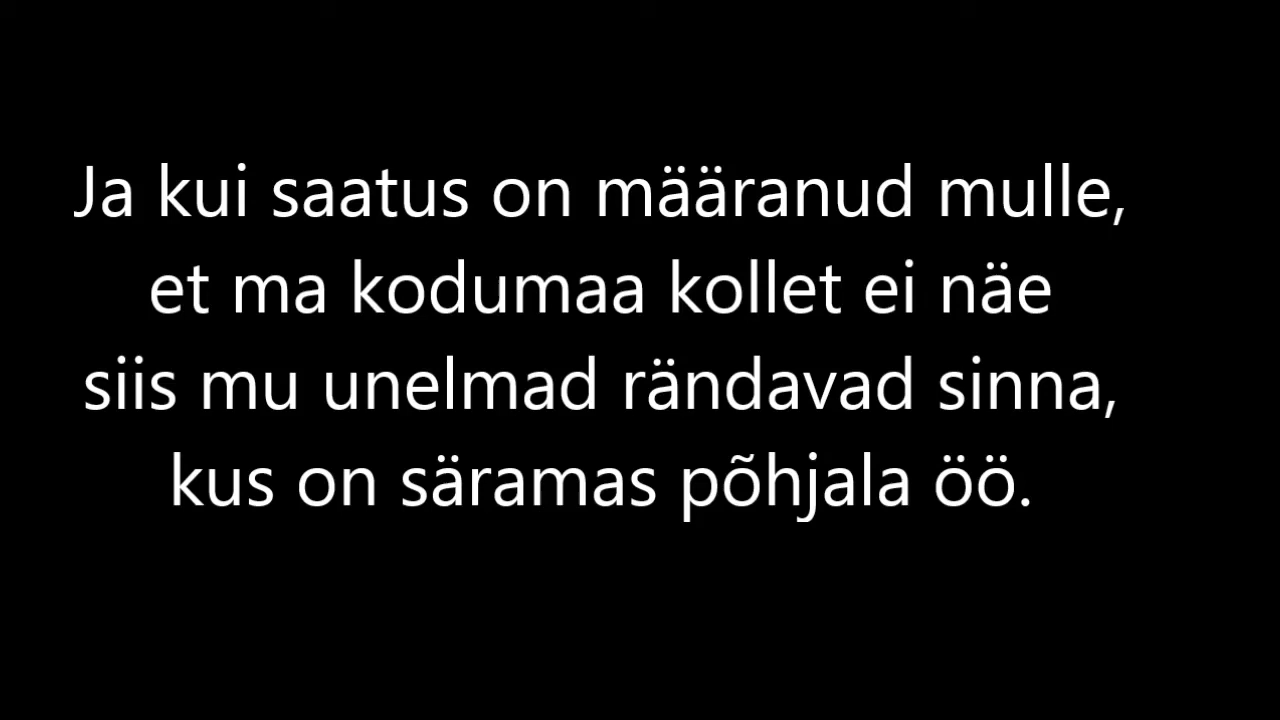 Ja kui saatus on määranud mulle,
et ma kodumaa kollet ei näe
siis mu unelmad rändavad sinna,
kus on säramas põhjala öö.